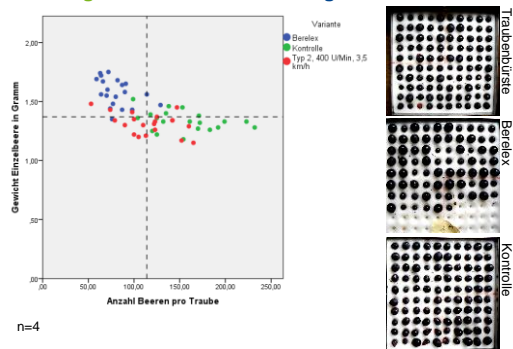 Variante
Berelex
Kontrolle
Typ 2, 400 U/Min, 3,5
km/h
Gewicht Einzelbeere in Gramm
2,00
1,50
1,00
,50
,00
,00
50,00
100,00
150,00
200,00
250,00
Anzahl Beeren pro Traube
n=4
Traubenbürste
Berelex
Kontrolle